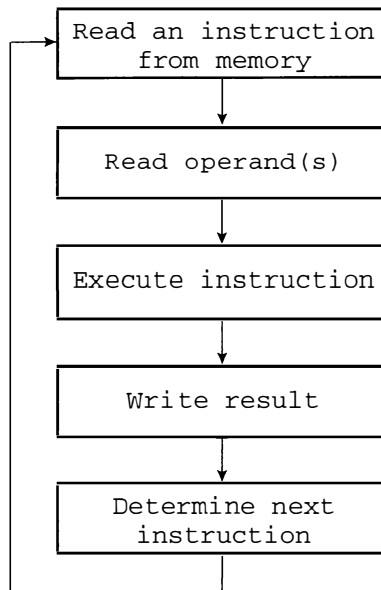 Read an instruction
from memory
Read operand(s)
Execute instruction
Write result
Determine next
instruction